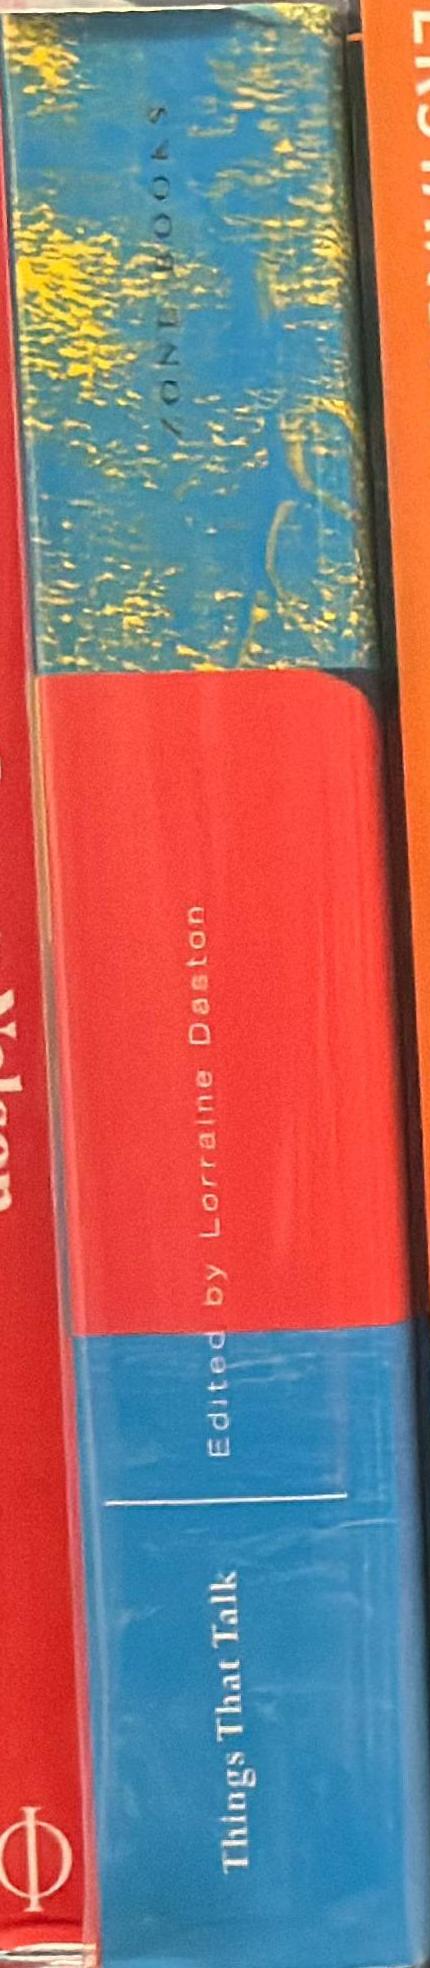 Things That Talk
Edited by Lorraine Daston
ZONE BOOKS